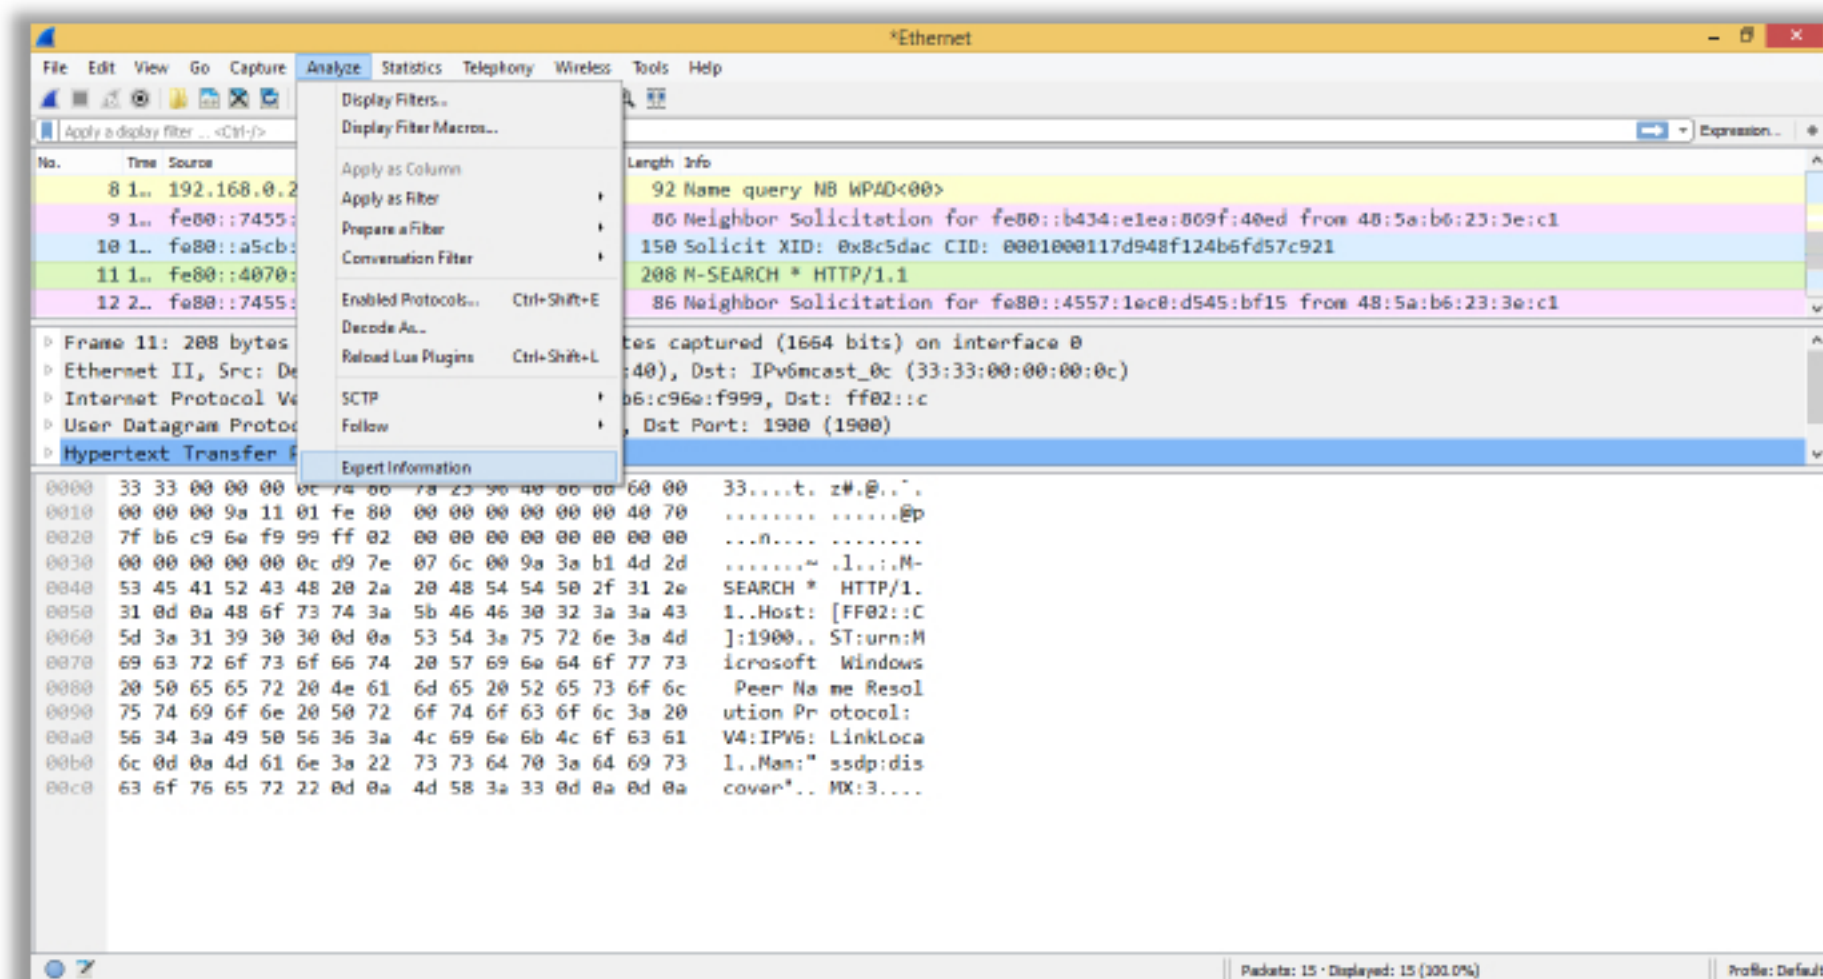 *Ethernet
File Edit View Go Capture Analyze Statistics Telephony Wireless Tools Help
Apply a display filter ... <Ctrl-/>
Expression...
Display Filters...
Display Filter Macros...
Apply as Column
Apply as Filter
Prepare a Filter
Conversation Filter
Enabled Protocols... Ctrl+Shift+E
Decode As...
Reload Lua Plugins Ctrl+Shift+L
SCTP
Follow
Expert Information
No. Time Source Length Info
8 1... 192.168.0.2 92 Name query NB WPAD<00>
9 1... fe80::7455: 86 Neighbor Solicitation for fe80::b434:e1ea:869f:40ed from 48:5a:b6:23:3e:c1
10 1... fe80::a5cb: 150 Solicit XID: 0x8c5dac CID: 0001000117d948f124b6fd57c921
11 1... fe80::4070: 208 M-SEARCH * HTTP/1.1
12 2... fe80::7455: 86 Neighbor Solicitation for fe80::4557:1ec0:d545:bf15 from 48:5a:b6:23:3e:c1
Frame 11: 208 bytes tes captured (1664 bits) on interface 0
Ethernet II, Src: De :40), Dst: IPv6mcast_0c (33:33:00:00:00:0c)
Internet Protocol Ve b6:c96e:f999, Dst: ff02::c
User Datagram Protoc , Dst Port: 1900 (1900)
Hypertext Transfer P
0000 33 33 00 00 00 0c 74 86 7a 23 96 40 86 dd 60 00 33....t. z#.@..`.
0010 00 00 00 9a 11 01 fe 80 00 00 00 00 00 00 40 70 ........ ......@p
0020 7f b6 c9 6e f9 99 ff 02 00 00 00 00 00 00 00 00 ...n.... ........
0030 00 00 00 00 00 0c d9 7e 07 6c 00 9a 3a b1 4d 2d .......~ .l..:.M-
0040 53 45 41 52 43 48 20 2a 20 48 54 54 50 2f 31 2e SEARCH * HTTP/1.
0050 31 0d 0a 48 6f 73 74 3a 5b 46 46 30 32 3a 3a 43 1..Host: [FF02::C
0060 5d 3a 31 39 30 30 0d 0a 53 54 3a 75 72 6e 3a 4d ]:1900.. ST:urn:M
0070 69 63 72 6f 73 6f 66 74 20 57 69 6e 64 6f 77 73 icrosoft Windows
0080 20 50 65 65 72 20 4e 61 6d 65 20 52 65 73 6f 6c Peer Na me Resol
0090 75 74 69 6f 6e 20 50 72 6f 74 6f 63 6f 6c 3a 20 ution Pr otocol:
00a0 56 34 3a 49 50 56 36 3a 4c 69 6e 6b 4c 6f 63 61 V4:IPV6: LinkLoca
00b0 6c 0d 0a 4d 61 6e 3a 22 73 73 64 70 3a 64 69 73 l..Man:" ssdp:dis
00c0 63 6f 76 65 72 22 0d 0a 4d 58 3a 33 0d 0a 0d 0a cover".. MX:3....
Packets: 15 · Displayed: 15 (100.0%)
Profile: Default